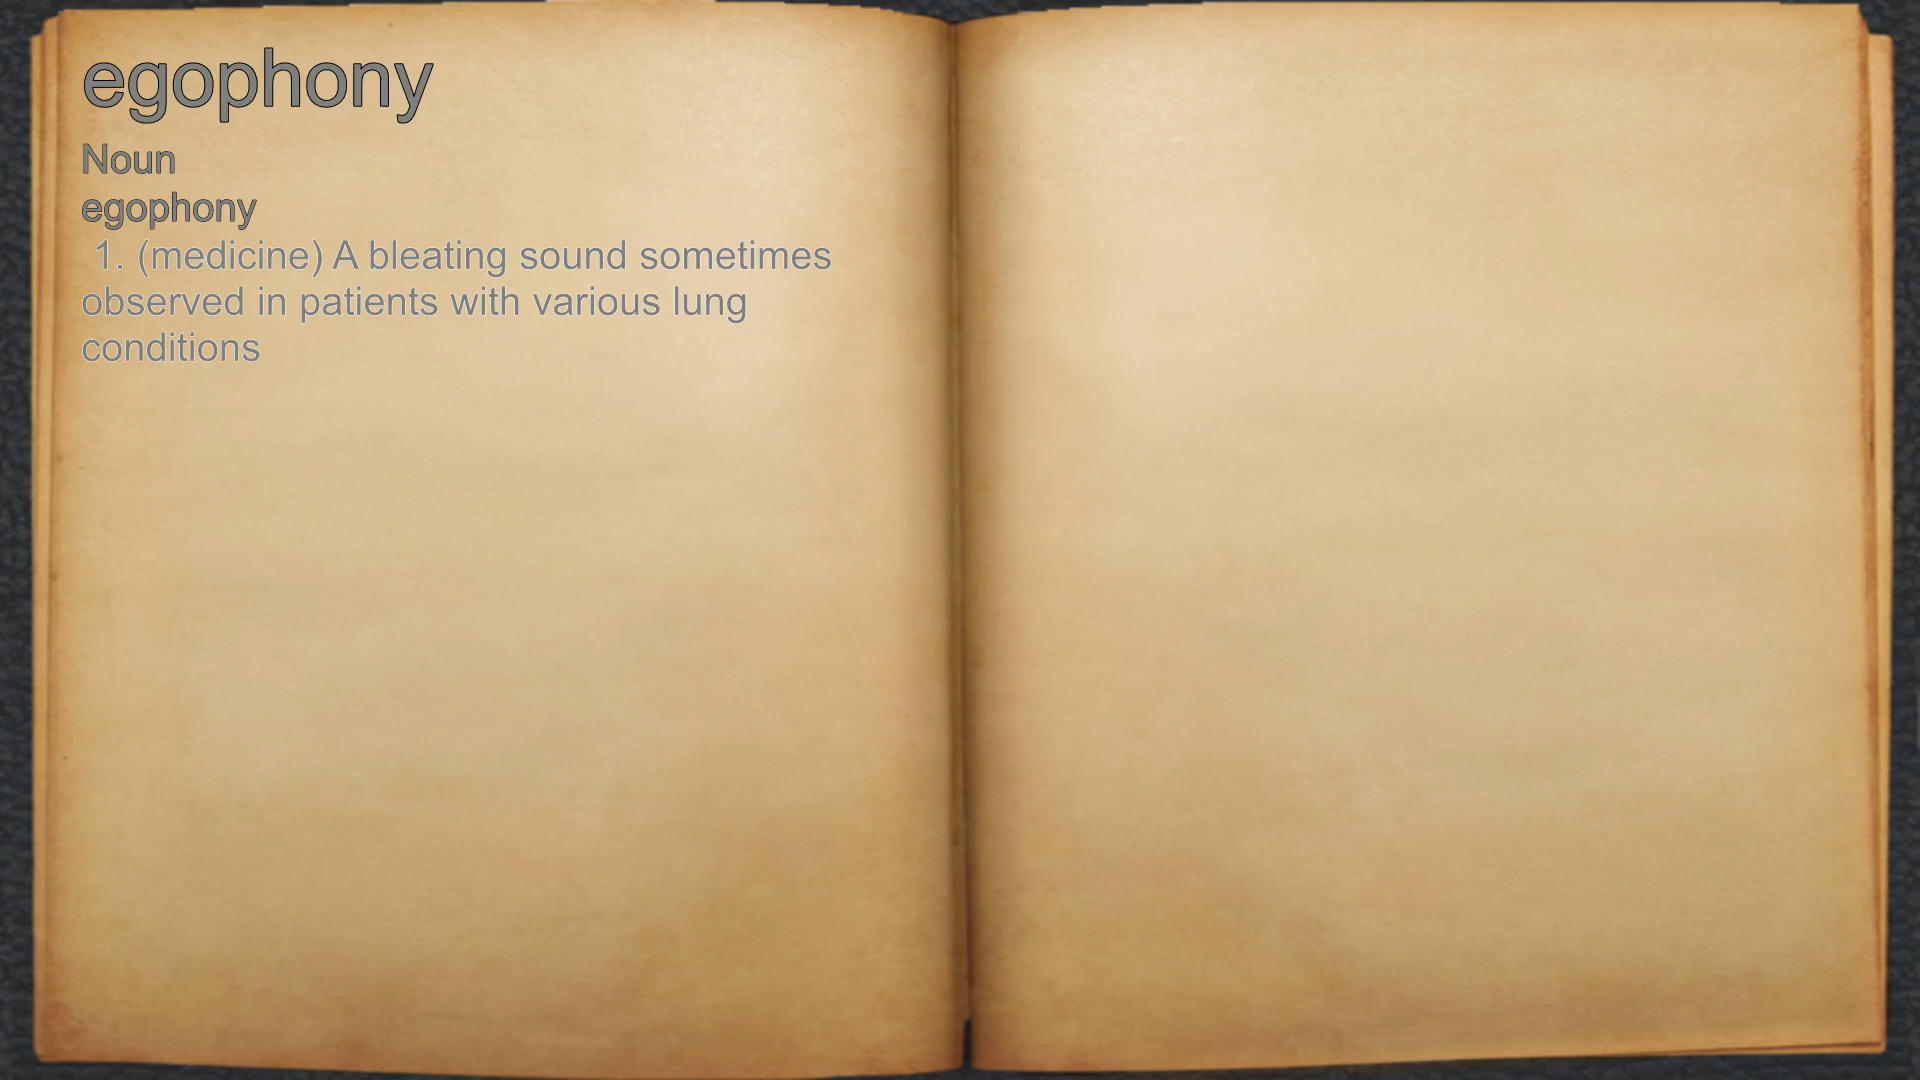 egophony
Noun
egophony
1. (medicine) A bleating sound sometimes
observed in patients with various lung
conditions